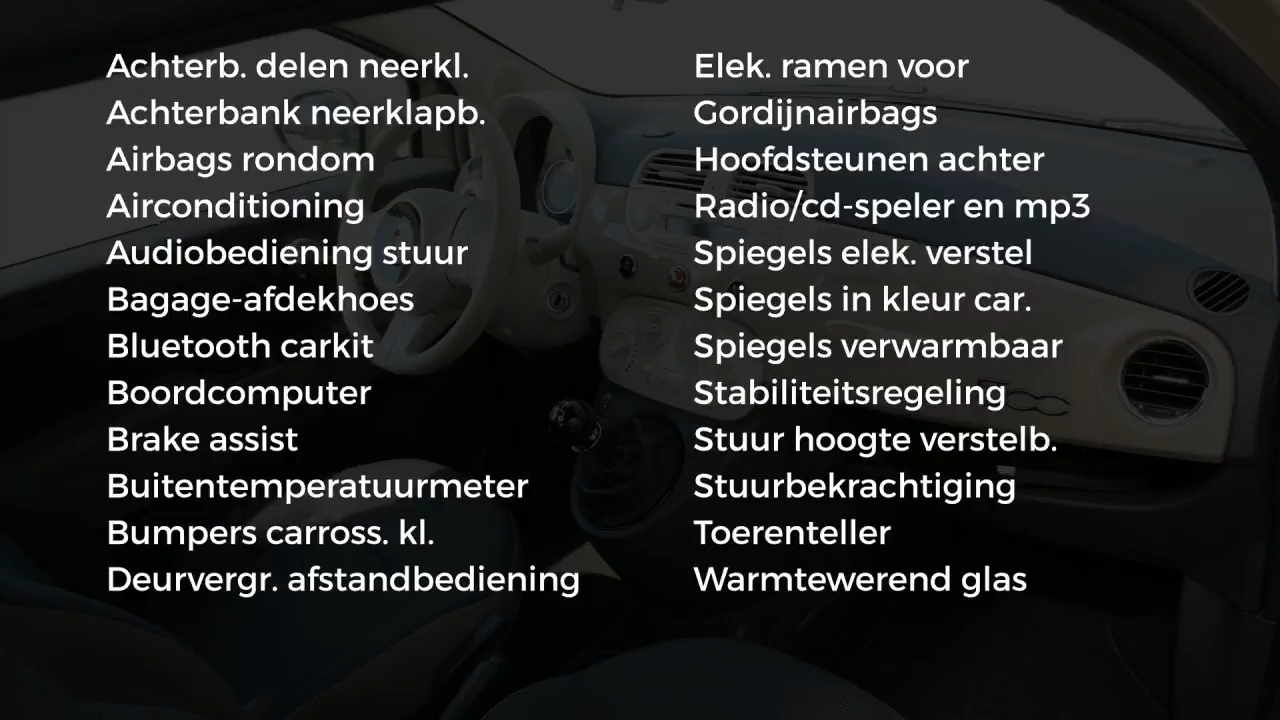 Achterb. delen neerkl.
Achterbank neerklapb.
Airbags rondom
Airconditioning
Audiobediening stuur
Bagage-afdekhoes
Bluetooth carkit
Boordcomputer
Brake assist
Buitentemperatuurmeter
Bumpers carross. kl.
Deurvergr. afstandbediening
Elek. ramen voor
Gordijnairbags
Hoofdsteunen achter
Radio/cd-speler en mp3
Spiegels elek. verstel
Spiegels in kleur car.
Spiegels verwarmbaar
Stabiliteitsregeling
Stuur hoogte verstelb.
Stuurbekrachtiging
Toerenteller
Warmtewerend glas
500